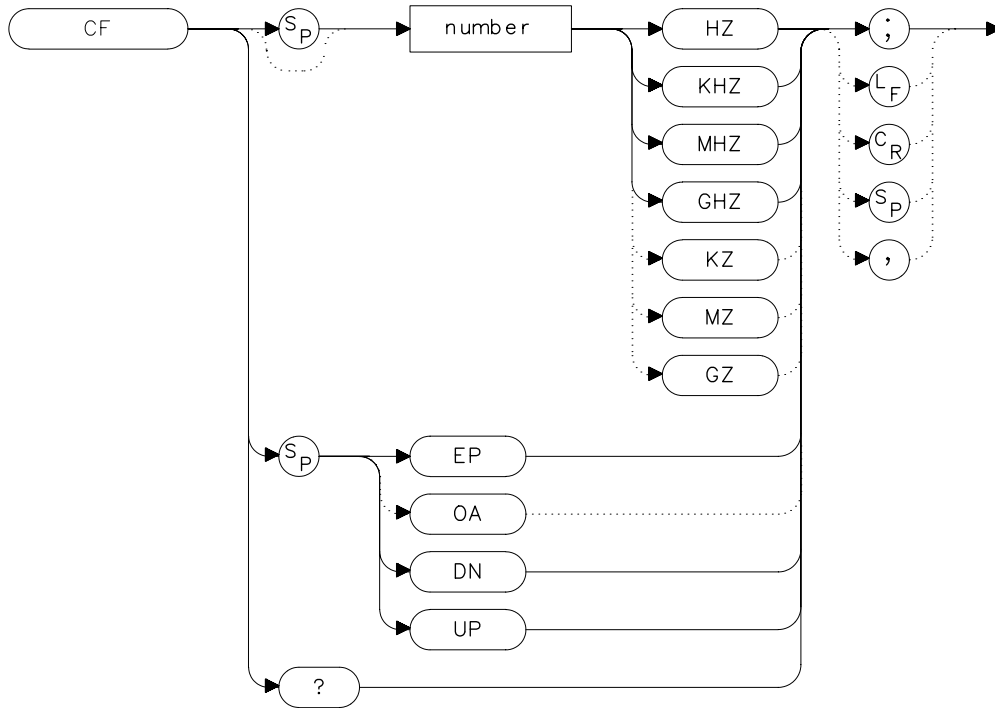 CF SP number HZ ;
KHZ LF
MHZ CR
GHZ SP
KZ ,
MZ
GZ
SP EP
OA
DN
UP
?